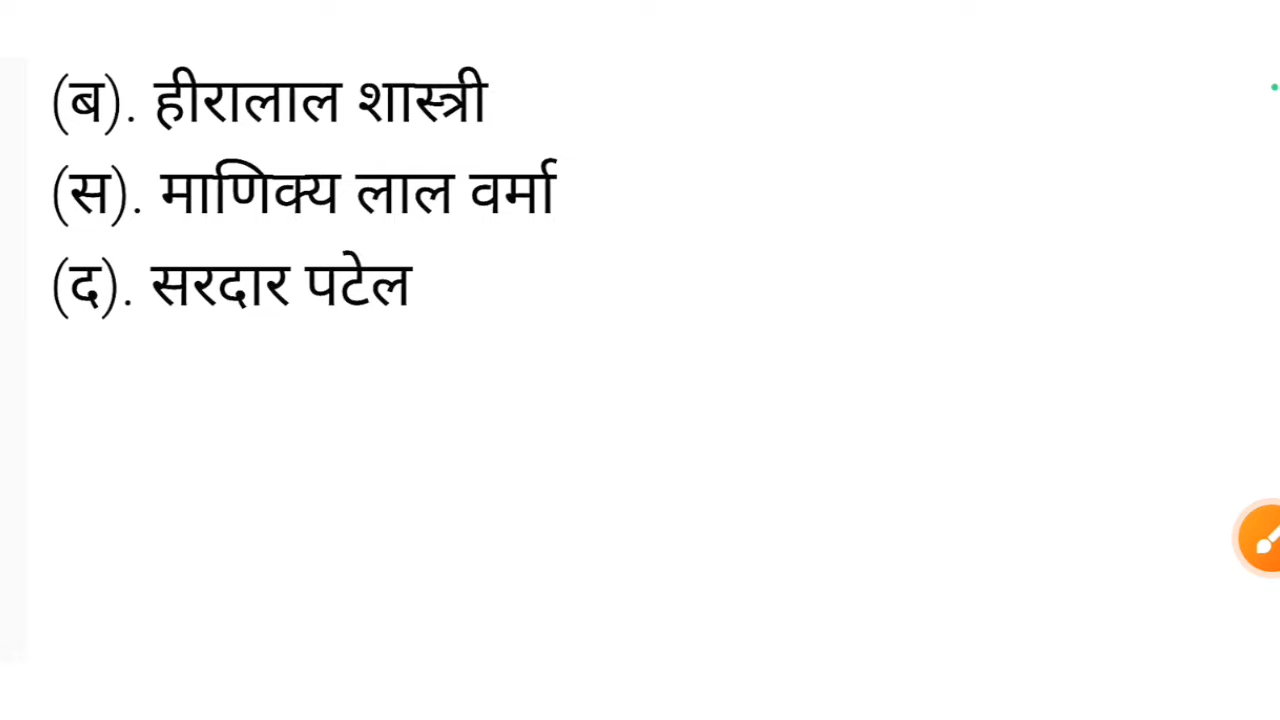 (ब). हीरालाल शास्त्री
(स). माणिक्य लाल वर्मा
(द). सरदार पटेल